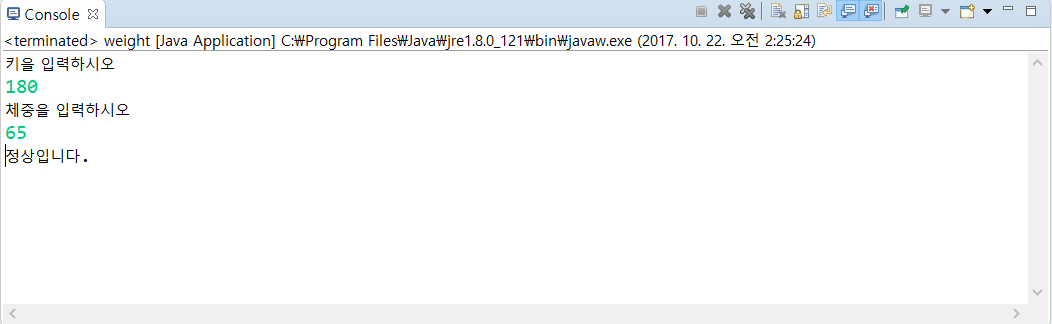 Console
<terminated> weight [Java Application] C:₩Program Files₩Java₩jre1.8.0_121₩bin₩javaw.exe (2017. 10. 22. 오전 2:25:24)
키을 입력하시오
180
체중을 입력하시오
65
정상입니다.